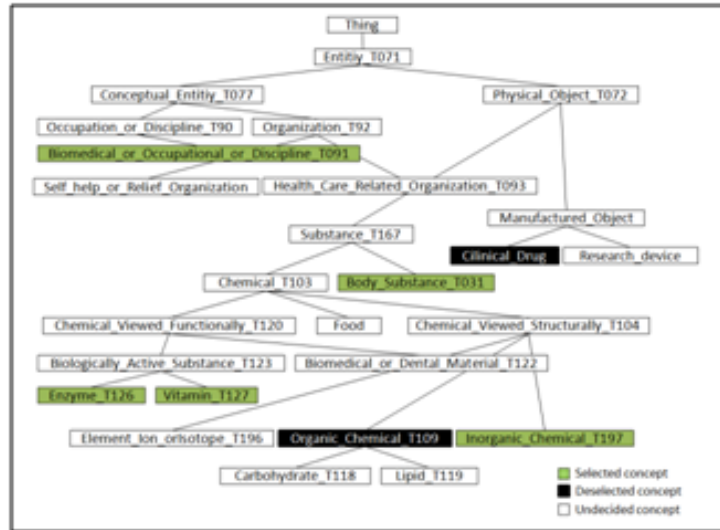 Thing
Entitiy_T071
Conceptual_Entitiy_T077
Physical_Object_T072
Occupation_or_Discipline_T90
Organization_T92
Biomedical_or_Occupational_or_Discipline_T091
Self_help_or_Relief_Organization
Health_Care_Related_Organization_T093
Manufactured_Object
Substance_T167
Cilinical_Drug
Research_device
Chemical_T103
Body_Substance_T031
Chemical_Viewed_Functionally_T120
Food
Chemical_Viewed_Structurally_T104
Biologically_Active_Substance_T123
Biomedical_or_Dental_Material_T122
Enzyme_T126
Vitamin_T127
Element_Ion_orIsotope_T196
Organic_Chemical_T109
Inorganic_Chemical_T197
Carbohydrate_T118
Lipid_T119
Selected concept
Deselected concept
Undecided concept